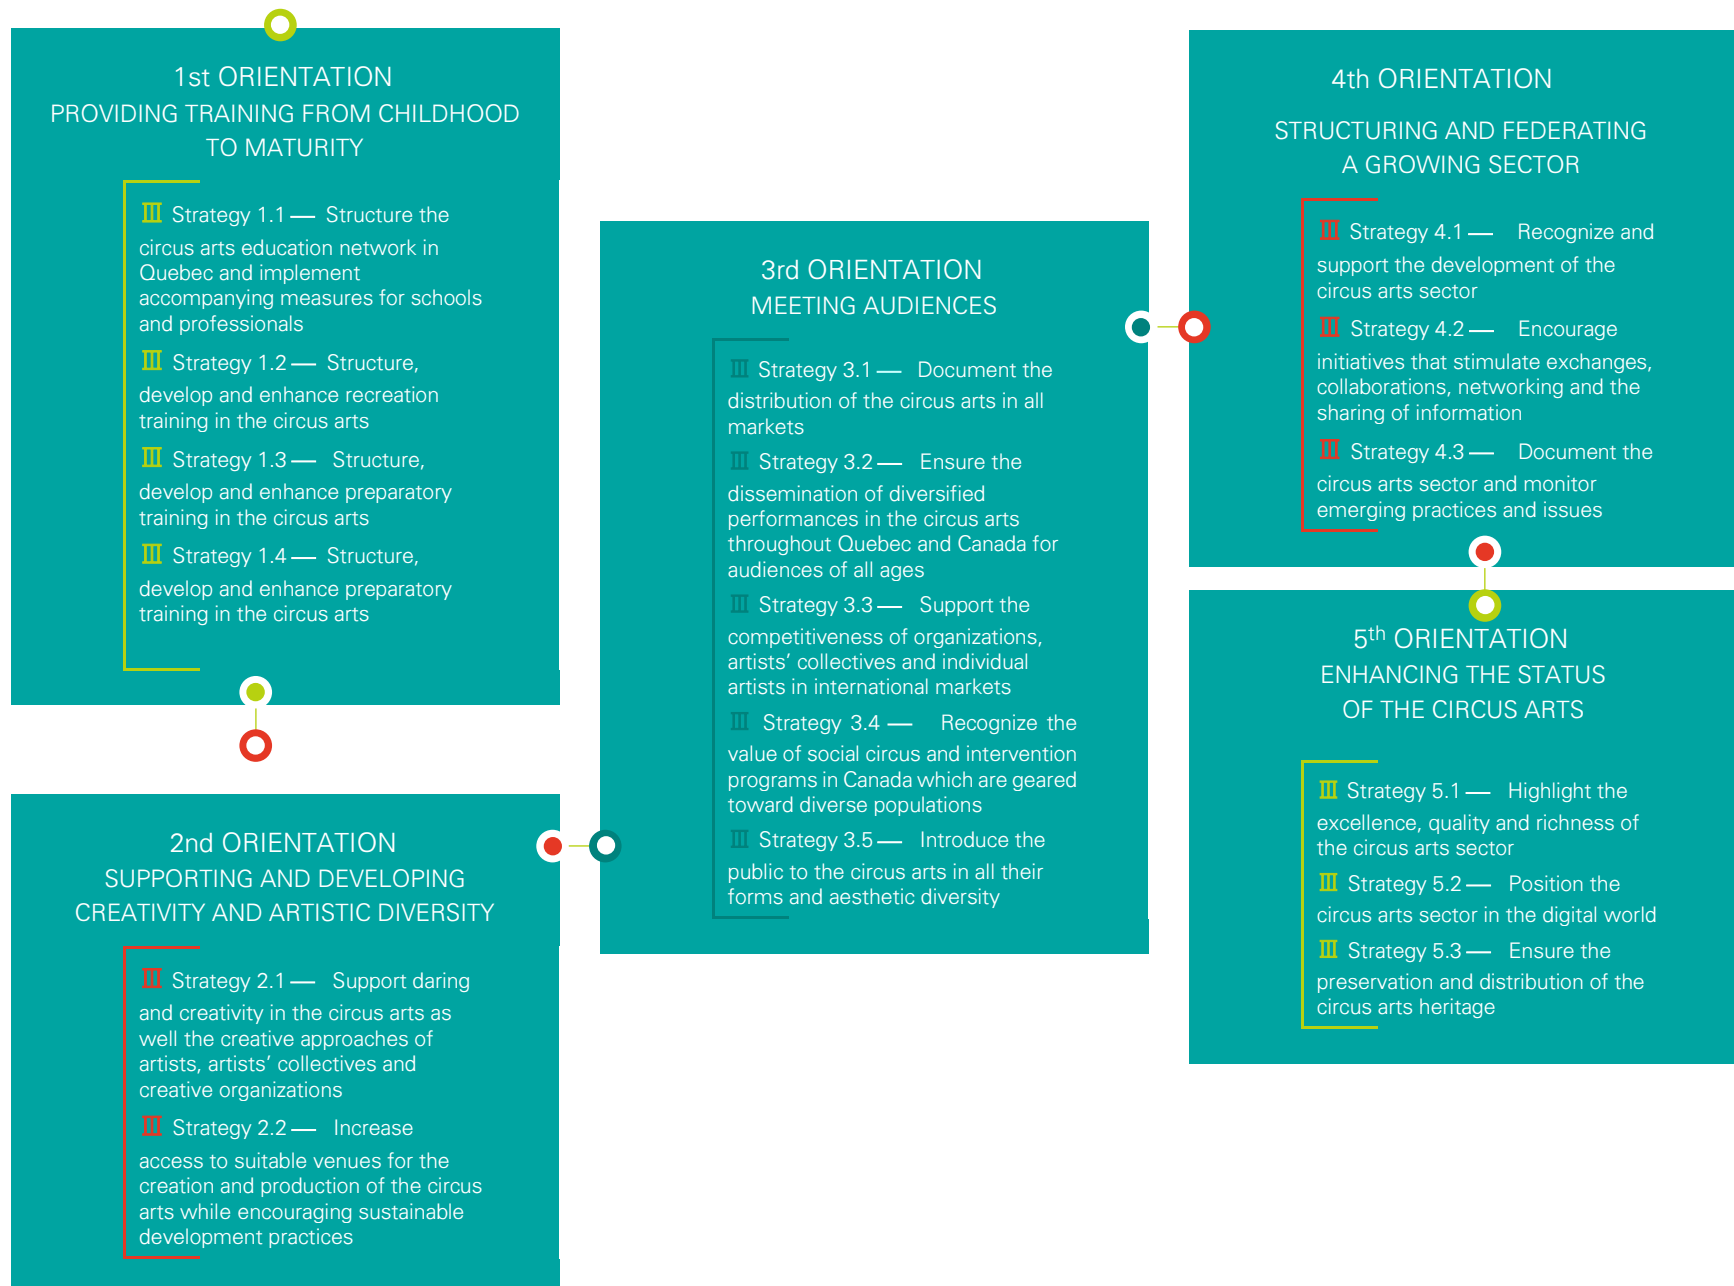 1st ORIENTATION
PROVIDING TRAINING FROM CHILDHOOD
TO MATURITY
Strategy 1.1 — Structure the
circus arts education network in
Quebec and implement
accompanying measures for schools
and professionals
Strategy 1.2 — Structure,
develop and enhance recreation
training in the circus arts
Strategy 1.3 — Structure,
develop and enhance preparatory
training in the circus arts
Strategy 1.4 — Structure,
develop and enhance preparatory
training in the circus arts
2nd ORIENTATION
SUPPORTING AND DEVELOPING
CREATIVITY AND ARTISTIC DIVERSITY
Strategy 2.1 — Support daring
and creativity in the circus arts as
well the creative approaches of
artists, artists’ collectives and
creative organizations
Strategy 2.2 — Increase
access to suitable venues for the
creation and production of the circus
arts while encouraging sustainable
development practices
3rd ORIENTATION
MEETING AUDIENCES
Strategy 3.1 — Document the
distribution of the circus arts in all
markets
Strategy 3.2 — Ensure the
dissemination of diversified
performances in the circus arts
throughout Quebec and Canada for
audiences of all ages
Strategy 3.3 — Support the
competitiveness of organizations,
artists’ collectives and individual
artists in international markets
Strategy 3.4 — Recognize the
value of social circus and intervention
programs in Canada which are geared
toward diverse populations
Strategy 3.5 — Introduce the
public to the circus arts in all their
forms and aesthetic diversity
4th ORIENTATION
STRUCTURING AND FEDERATING
A GROWING SECTOR
Strategy 4.1 — Recognize and
support the development of the
circus arts sector
Strategy 4.2 — Encourage
initiatives that stimulate exchanges,
collaborations, networking and the
sharing of information
Strategy 4.3 — Document the
circus arts sector and monitor
emerging practices and issues
5th ORIENTATION
ENHANCING THE STATUS
OF THE CIRCUS ARTS
Strategy 5.1 — Highlight the
excellence, quality and richness of
the circus arts sector
Strategy 5.2 — Position the
circus arts sector in the digital world
Strategy 5.3 — Ensure the
preservation and distribution of the
circus arts heritage